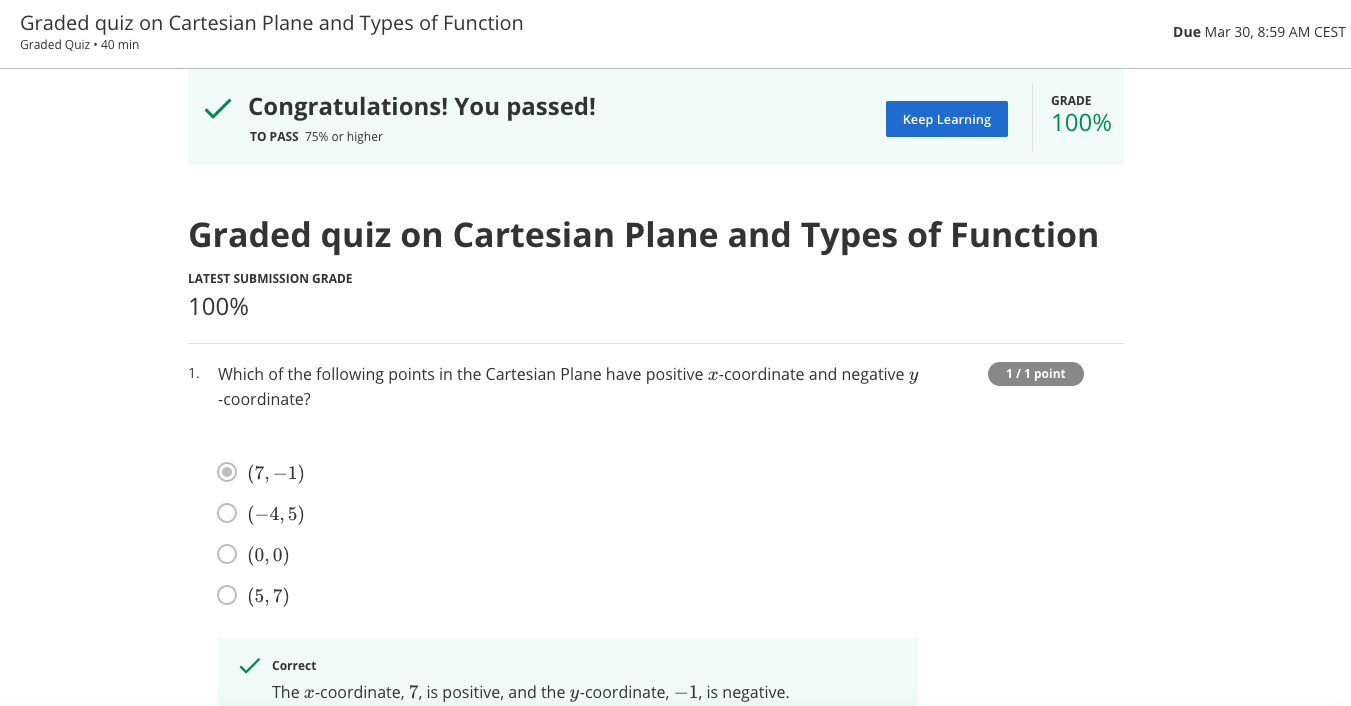 Graded quiz on Cartesian Plane and Types of Function
Graded Quiz • 40 min
Due Mar 30, 8:59 AM CEST
Congratulations! You passed!
TO PASS 75% or higher
Keep Learning
GRADE
100%
Graded quiz on Cartesian Plane and Types of Function
LATEST SUBMISSION GRADE
100%
1. Which of the following points in the Cartesian Plane have positive x-coordinate and negative y
-coordinate?
1 / 1 point
(7, −1)
(−4, 5)
(0, 0)
(5, 7)
Correct
The x-coordinate, 7, is positive, and the y-coordinate, −1, is negative.